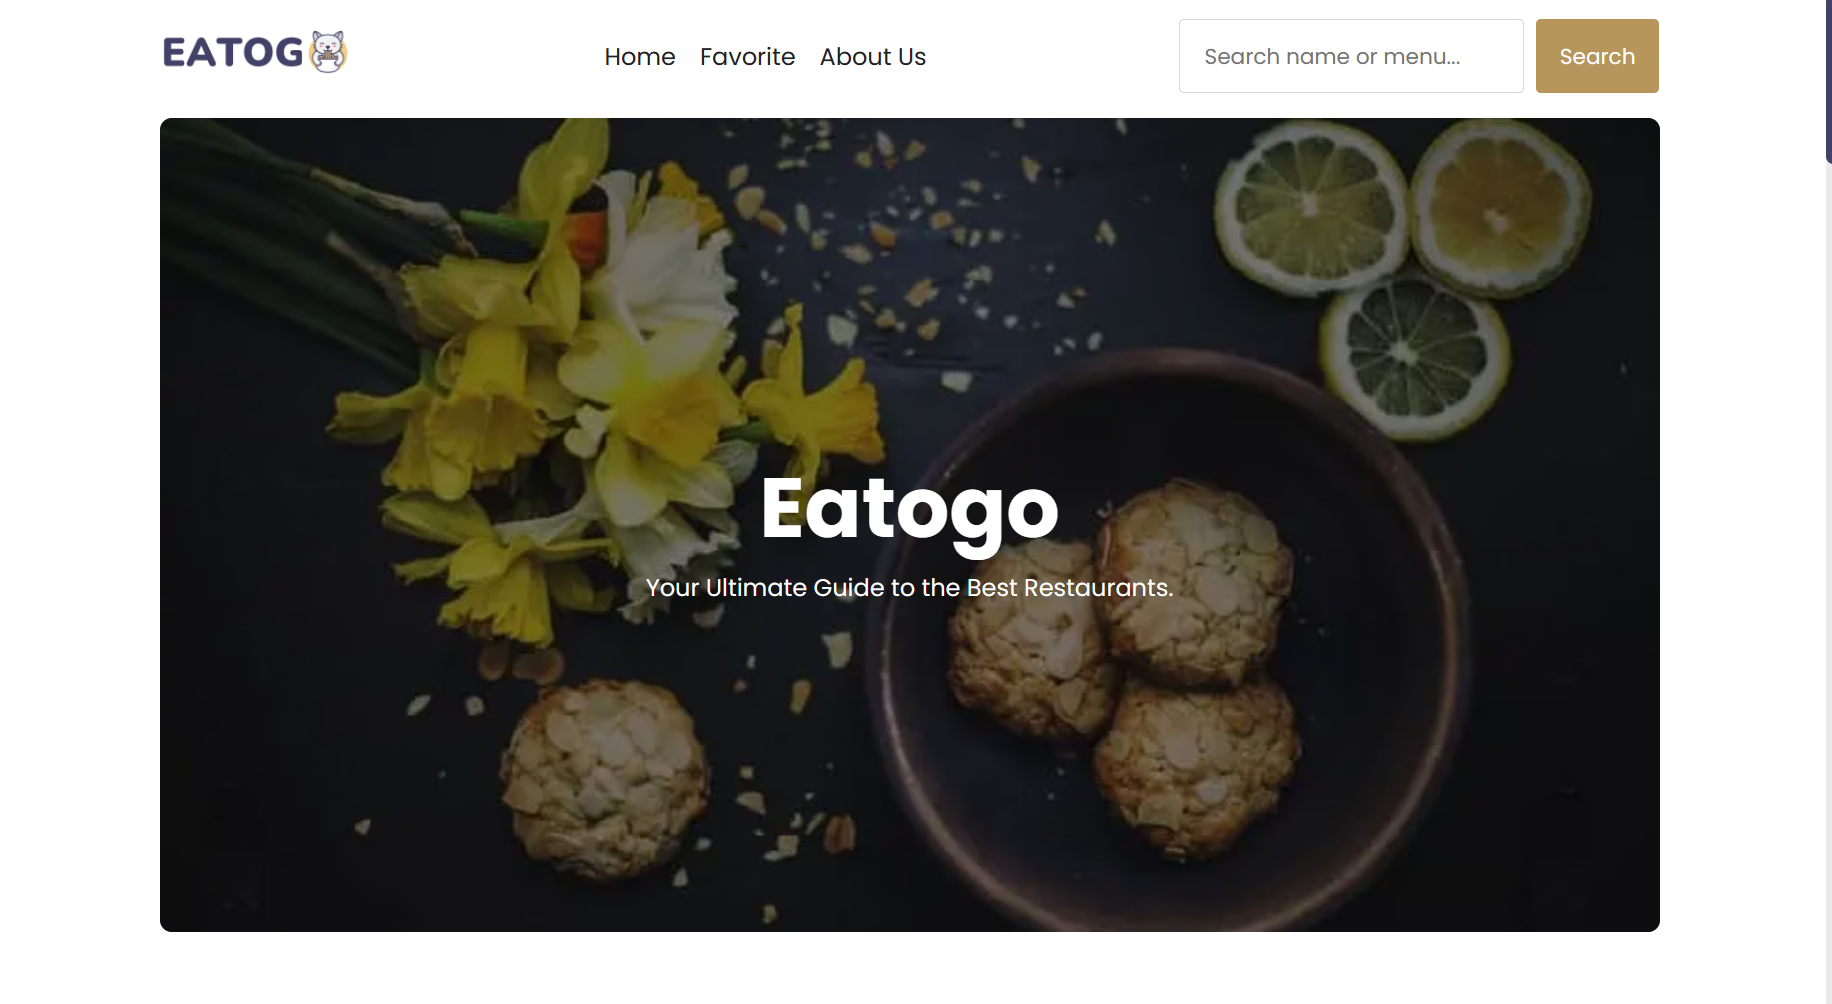 EATOG
Home Favorite About Us
Search name or menu...
Search
Eatogo
Your Ultimate Guide to the Best Restaurants.